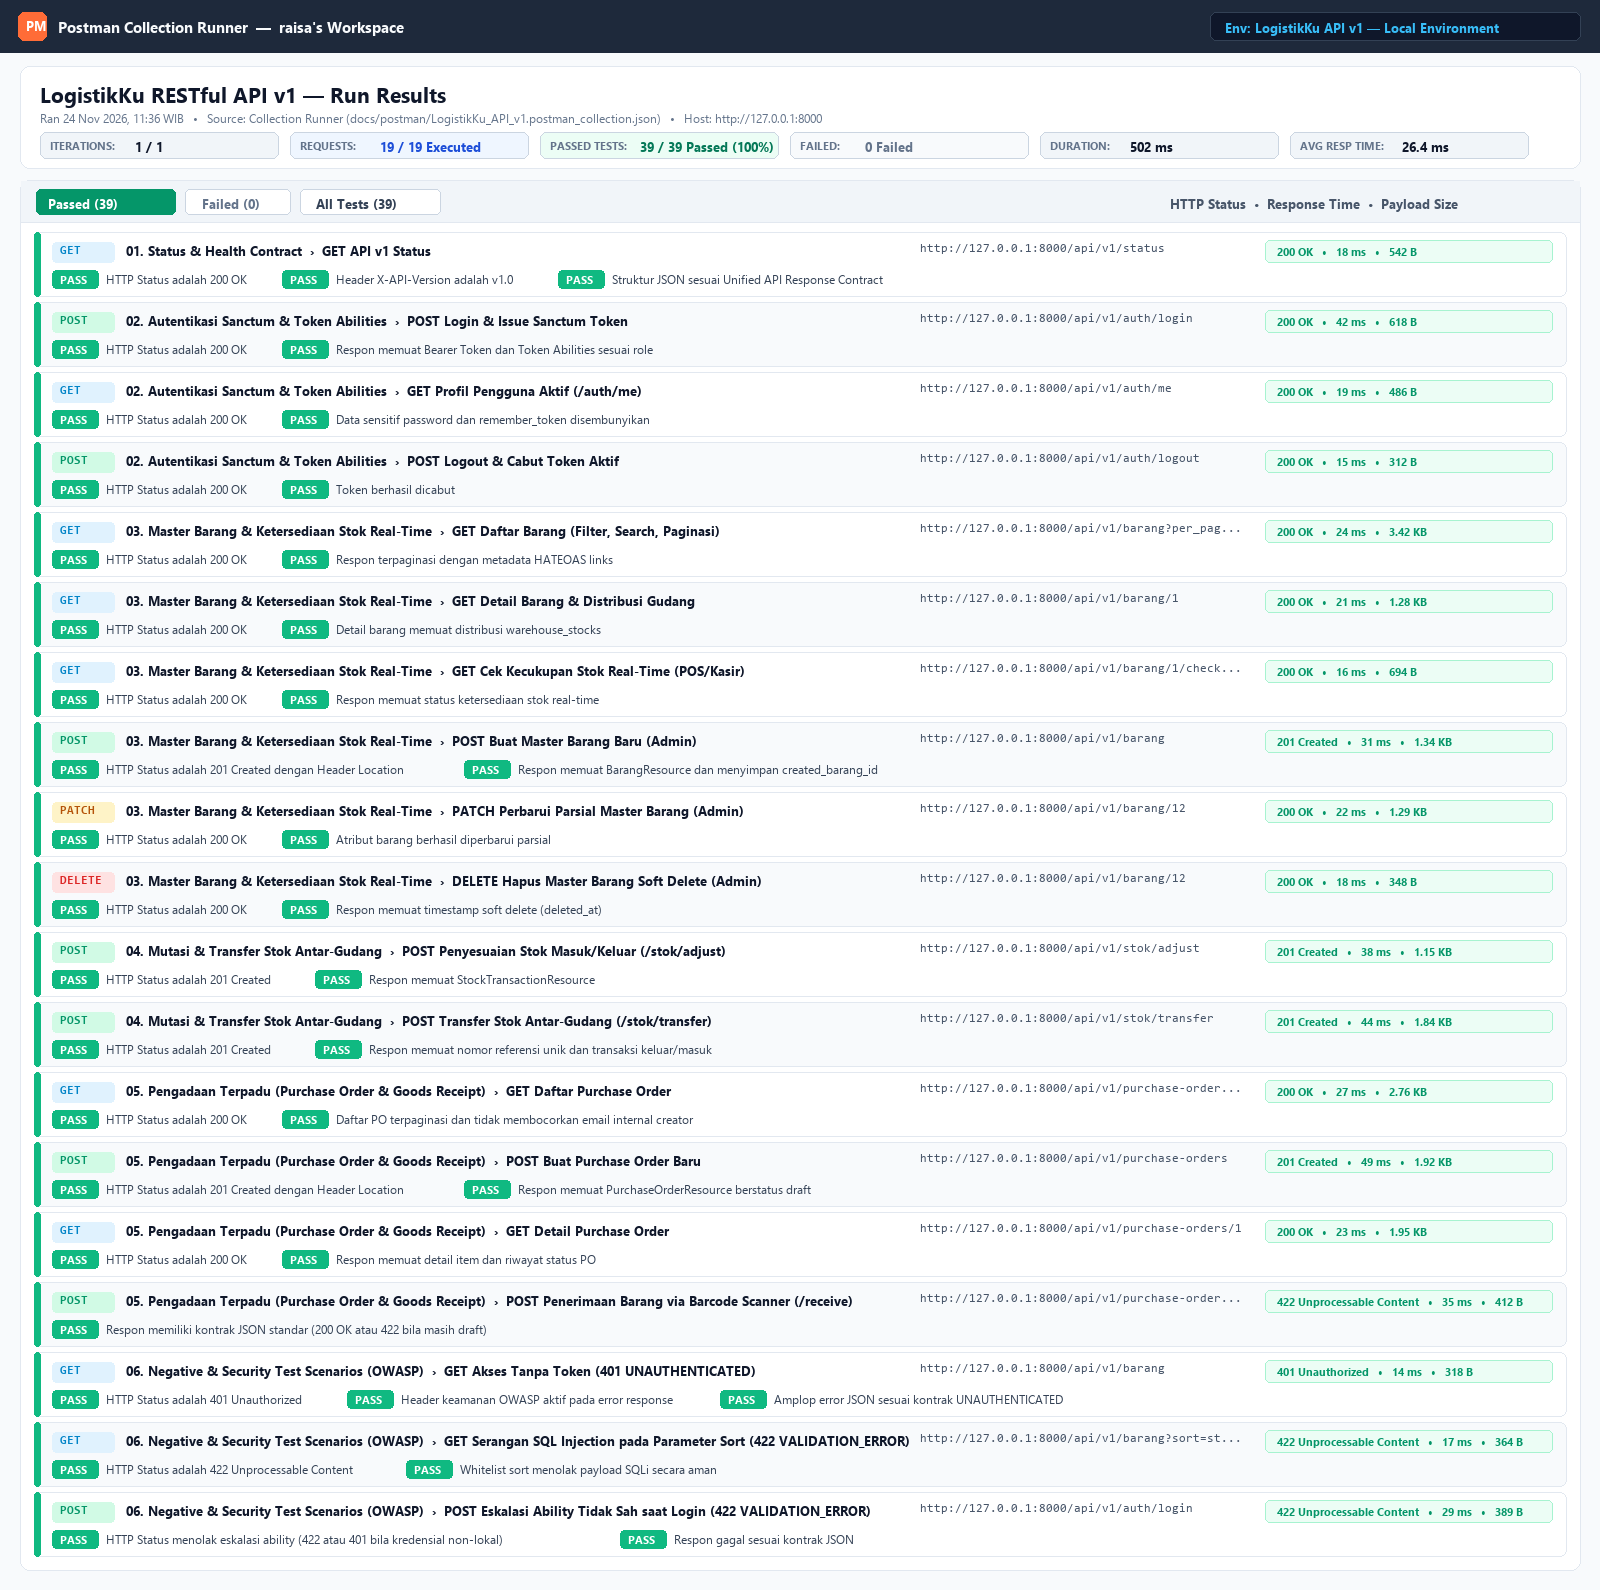 PM Postman Collection Runner — raisa's Workspace Env: LogistikKu API v1 — Local Environment
LogistikKu RESTful API v1 — Run Results
Ran 24 Nov 2026, 11:36 WIB • Source: Collection Runner (docs/postman/LogistikKu_API_v1.postman_collection.json) • Host: http://127.0.0.1:8000
ITERATIONS: 1 / 1 REQUESTS: 19 / 19 Executed PASSED TESTS: 39 / 39 Passed (100%) FAILED: 0 Failed DURATION: 502 ms AVG RESP TIME: 26.4 ms
Passed (39) Failed (0) All Tests (39) HTTP Status • Response Time • Payload Size
GET 01. Status & Health Contract › GET API v1 Status http://127.0.0.1:8000/api/v1/status 200 OK • 18 ms • 542 B
PASS HTTP Status adalah 200 OK PASS Header X-API-Version adalah v1.0 PASS Struktur JSON sesuai Unified API Response Contract
POST 02. Autentikasi Sanctum & Token Abilities › POST Login & Issue Sanctum Token http://127.0.0.1:8000/api/v1/auth/login 200 OK • 42 ms • 618 B
PASS HTTP Status adalah 200 OK PASS Respon memuat Bearer Token dan Token Abilities sesuai role
GET 02. Autentikasi Sanctum & Token Abilities › GET Profil Pengguna Aktif (/auth/me) http://127.0.0.1:8000/api/v1/auth/me 200 OK • 19 ms • 486 B
PASS HTTP Status adalah 200 OK PASS Data sensitif password dan remember_token disembunyikan
POST 02. Autentikasi Sanctum & Token Abilities › POST Logout & Cabut Token Aktif http://127.0.0.1:8000/api/v1/auth/logout 200 OK • 15 ms • 312 B
PASS HTTP Status adalah 200 OK PASS Token berhasil dicabut
GET 03. Master Barang & Ketersediaan Stok Real-Time › GET Daftar Barang (Filter, Search, Paginasi) http://127.0.0.1:8000/api/v1/barang?per_pag... 200 OK • 24 ms • 3.42 KB
PASS HTTP Status adalah 200 OK PASS Respon terpaginasi dengan metadata HATEOAS links
GET 03. Master Barang & Ketersediaan Stok Real-Time › GET Detail Barang & Distribusi Gudang http://127.0.0.1:8000/api/v1/barang/1 200 OK • 21 ms • 1.28 KB
PASS HTTP Status adalah 200 OK PASS Detail barang memuat distribusi warehouse_stocks
GET 03. Master Barang & Ketersediaan Stok Real-Time › GET Cek Kecukupan Stok Real-Time (POS/Kasir) http://127.0.0.1:8000/api/v1/barang/1/check... 200 OK • 16 ms • 694 B
PASS HTTP Status adalah 200 OK PASS Respon memuat status ketersediaan stok real-time
POST 03. Master Barang & Ketersediaan Stok Real-Time › POST Buat Master Barang Baru (Admin) http://127.0.0.1:8000/api/v1/barang 201 Created • 31 ms • 1.34 KB
PASS HTTP Status adalah 201 Created dengan Header Location PASS Respon memuat BarangResource dan menyimpan created_barang_id
PATCH 03. Master Barang & Ketersediaan Stok Real-Time › PATCH Perbarui Parsial Master Barang (Admin) http://127.0.0.1:8000/api/v1/barang/12 200 OK • 22 ms • 1.29 KB
PASS HTTP Status adalah 200 OK PASS Atribut barang berhasil diperbarui parsial
DELETE 03. Master Barang & Ketersediaan Stok Real-Time › DELETE Hapus Master Barang Soft Delete (Admin) http://127.0.0.1:8000/api/v1/barang/12 200 OK • 18 ms • 348 B
PASS HTTP Status adalah 200 OK PASS Respon memuat timestamp soft delete (deleted_at)
POST 04. Mutasi & Transfer Stok Antar-Gudang › POST Penyesuaian Stok Masuk/Keluar (/stok/adjust) http://127.0.0.1:8000/api/v1/stok/adjust 201 Created • 38 ms • 1.15 KB
PASS HTTP Status adalah 201 Created PASS Respon memuat StockTransactionResource
POST 04. Mutasi & Transfer Stok Antar-Gudang › POST Transfer Stok Antar-Gudang (/stok/transfer) http://127.0.0.1:8000/api/v1/stok/transfer 201 Created • 44 ms • 1.84 KB
PASS HTTP Status adalah 201 Created PASS Respon memuat nomor referensi unik dan transaksi keluar/masuk
GET 05. Pengadaan Terpadu (Purchase Order & Goods Receipt) › GET Daftar Purchase Order http://127.0.0.1:8000/api/v1/purchase-order... 200 OK • 27 ms • 2.76 KB
PASS HTTP Status adalah 200 OK PASS Daftar PO terpaginasi dan tidak membocorkan email internal creator
POST 05. Pengadaan Terpadu (Purchase Order & Goods Receipt) › POST Buat Purchase Order Baru http://127.0.0.1:8000/api/v1/purchase-orders 201 Created • 49 ms • 1.92 KB
PASS HTTP Status adalah 201 Created dengan Header Location PASS Respon memuat PurchaseOrderResource berstatus draft
GET 05. Pengadaan Terpadu (Purchase Order & Goods Receipt) › GET Detail Purchase Order http://127.0.0.1:8000/api/v1/purchase-orders/1 200 OK • 23 ms • 1.95 KB
PASS HTTP Status adalah 200 OK PASS Respon memuat detail item dan riwayat status PO
POST 05. Pengadaan Terpadu (Purchase Order & Goods Receipt) › POST Penerimaan Barang via Barcode Scanner (/receive) http://127.0.0.1:8000/api/v1/purchase-order... 422 Unprocessable Content • 35 ms • 412 B
PASS Respon memiliki kontrak JSON standar (200 OK atau 422 bila masih draft)
GET 06. Negative & Security Test Scenarios (OWASP) › GET Akses Tanpa Token (401 UNAUTHENTICATED) http://127.0.0.1:8000/api/v1/barang 401 Unauthorized • 14 ms • 318 B
PASS HTTP Status adalah 401 Unauthorized PASS Header keamanan OWASP aktif pada error response PASS Amplop error JSON sesuai kontrak UNAUTHENTICATED
GET 06. Negative & Security Test Scenarios (OWASP) › GET Serangan SQL Injection pada Parameter Sort (422 VALIDATION_ERROR) http://127.0.0.1:8000/api/v1/barang?sort=st... 422 Unprocessable Content • 17 ms • 364 B
PASS HTTP Status adalah 422 Unprocessable Content PASS Whitelist sort menolak payload SQLi secara aman
POST 06. Negative & Security Test Scenarios (OWASP) › POST Eskalasi Ability Tidak Sah saat Login (422 VALIDATION_ERROR) http://127.0.0.1:8000/api/v1/auth/login 422 Unprocessable Content • 29 ms • 389 B
PASS HTTP Status menolak eskalasi ability (422 atau 401 bila kredensial non-lokal) PASS Respon gagal sesuai kontrak JSON